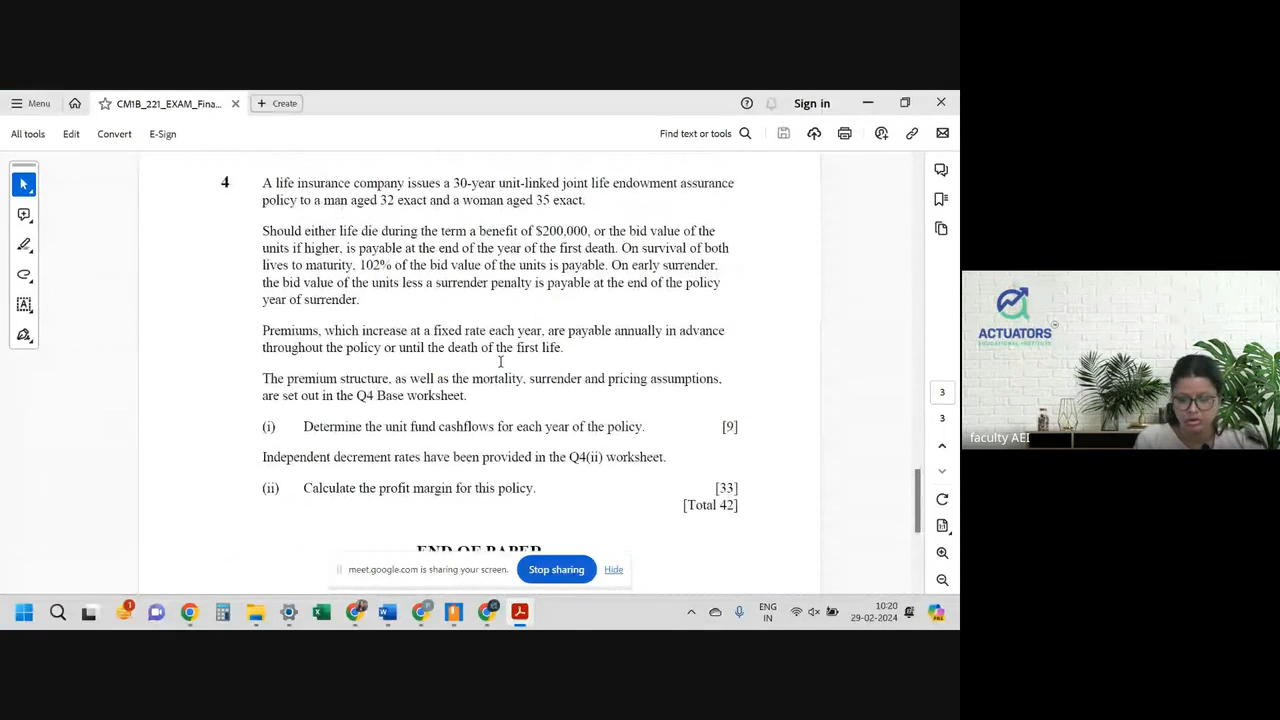 Menu
CM1B_221_EXAM_Fina...
Create
Sign in
All tools
Edit
Convert
E-Sign
Find text or tools
4
A life insurance company issues a 30-year unit-linked joint life endowment assurance
policy to a man aged 32 exact and a woman aged 35 exact.
Should either life die during the term a benefit of $200,000, or the bid value of the
units if higher, is payable at the end of the year of the first death. On survival of both
lives to maturity, 102% of the bid value of the units is payable. On early surrender,
the bid value of the units less a surrender penalty is payable at the end of the policy
year of surrender.
Premiums, which increase at a fixed rate each year, are payable annually in advance
throughout the policy or until the death of the first life.
The premium structure, as well as the mortality, surrender and pricing assumptions,
are set out in the Q4 Base worksheet.
(i) Determine the unit fund cashflows for each year of the policy. [9]
Independent decrement rates have been provided in the Q4(ii) worksheet.
(ii) Calculate the profit margin for this policy. [33]
[Total 42]
END OF PAPER
meet.google.com is sharing your screen.
Stop sharing
Hide
3
3
ENG
IN
10:20
29-02-2024
ACTUATORS
EDUCATIONAL INSTITUTE
faculty AEI